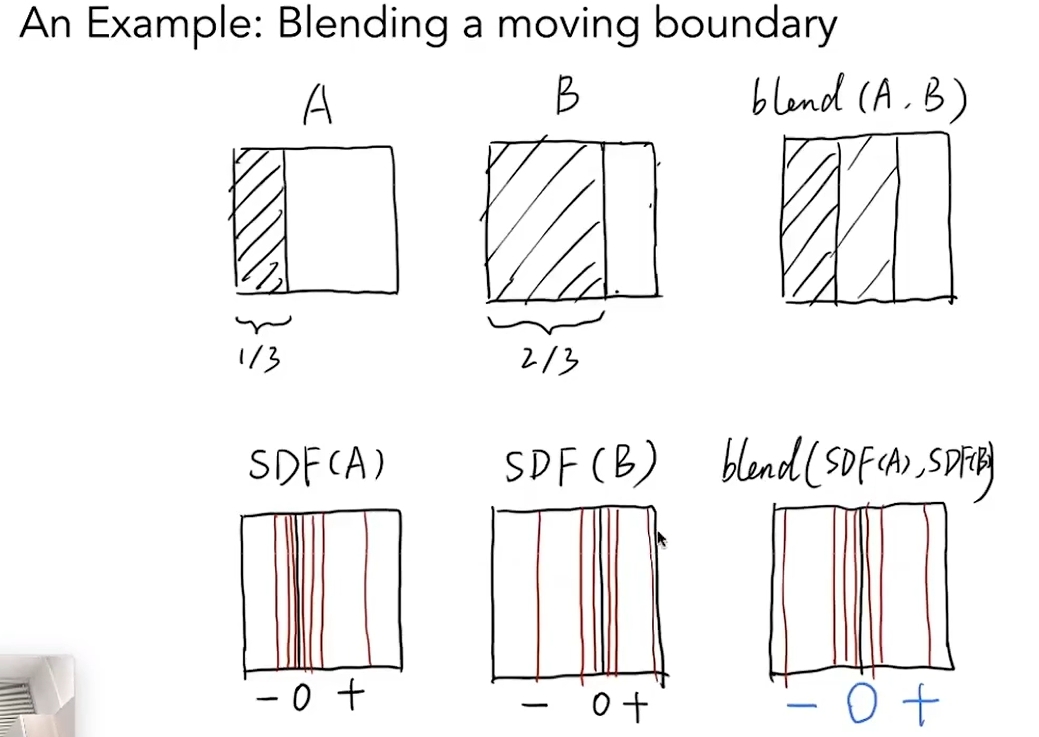 An Example: Blending a moving boundary
A B blend (A, B)
1/3 2/3
SDF(A) SDF (B) blend(SDF(A), SDF(B)
- 0 + - 0 + - 0 +